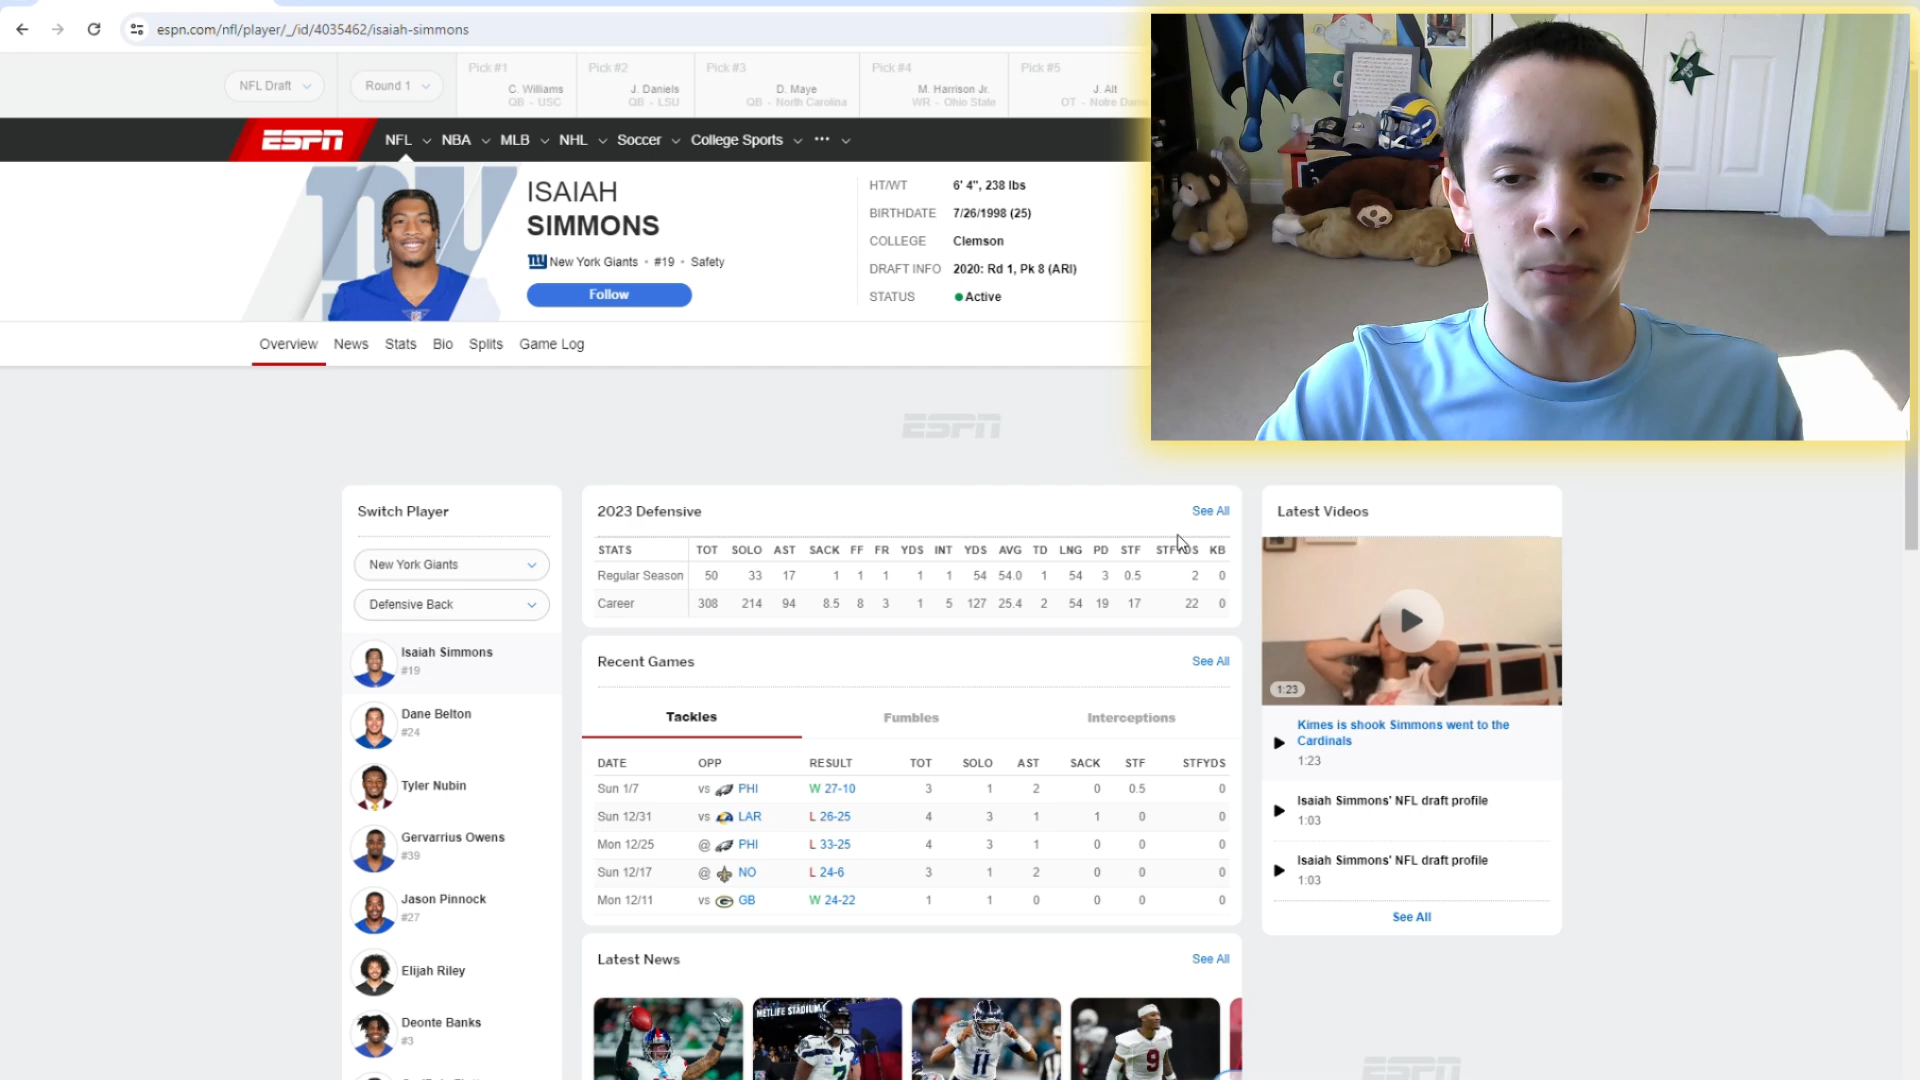 espn.com/nfl/player/_/id/4035462/isaiah-simmons
NFL Draft
Round 1
Pick #1
C. Williams
QB - USC
Pick #2
J. Daniels
QB - LSU
Pick #3
D. Maye
QB - North Carolina
Pick #4
M. Harrison Jr.
WR - Ohio State
Pick #5
J. Alt
OT - Notre Dame
ESPN NFL NBA MLB NHL Soccer College Sports •••
ISAIAH
SIMMONS
ny New York Giants • #19 • Safety
Follow
HT/WT 6' 4", 238 lbs
BIRTHDATE 7/26/1998 (25)
COLLEGE Clemson
DRAFT INFO 2020: Rd 1, Pk 8 (ARI)
STATUS Active
Overview News Stats Bio Splits Game Log
ESPN
Switch Player
New York Giants
Defensive Back
Isaiah Simmons
#19
Dane Belton
#24
Tyler Nubin
Gervarrius Owens
#39
Jason Pinnock
#27
Elijah Riley
Deonte Banks
#3
2023 Defensive See All
STATS TOT SOLO AST SACK FF FR YDS INT YDS AVG TD LNG PD STF STFYDS KB
Regular Season 50 33 17 1 1 1 1 1 54 54.0 1 54 3 0.5 2 0
Career 308 214 94 8.5 8 3 1 5 127 25.4 2 54 19 17 22 0
Recent Games See All
Tackles Fumbles Interceptions
DATE OPP RESULT TOT SOLO AST SACK STF STFYDS
Sun 1/7 vs PHI W 27-10 3 1 2 0 0.5 0
Sun 12/31 vs LAR L 26-25 4 3 1 1 0 0
Mon 12/25 @ PHI L 33-25 4 3 1 0 0 0
Sun 12/17 @ NO L 24-6 3 1 2 0 0 0
Mon 12/11 vs GB W 24-22 1 1 0 0 0 0
Latest News See All
METLIFE STADIUM
7
11
9
Latest Videos
1:23
Kimes is shook Simmons went to the
Cardinals
1:23
Isaiah Simmons' NFL draft profile
1:03
Isaiah Simmons' NFL draft profile
1:03
See All
ESPN